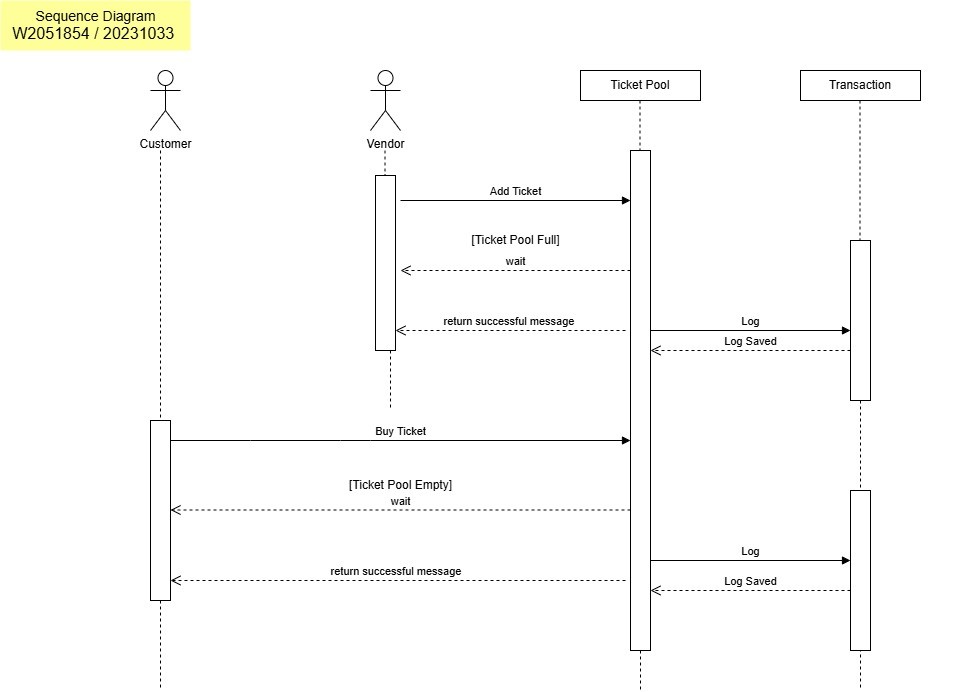 Sequence Diagram
W2051854 / 20231033
Customer
Vendor
Ticket Pool
Transaction
Add Ticket
[Ticket Pool Full]
wait
return successful message
Log
Log Saved
Buy Ticket
[Ticket Pool Empty]
wait
Log
return successful message
Log Saved